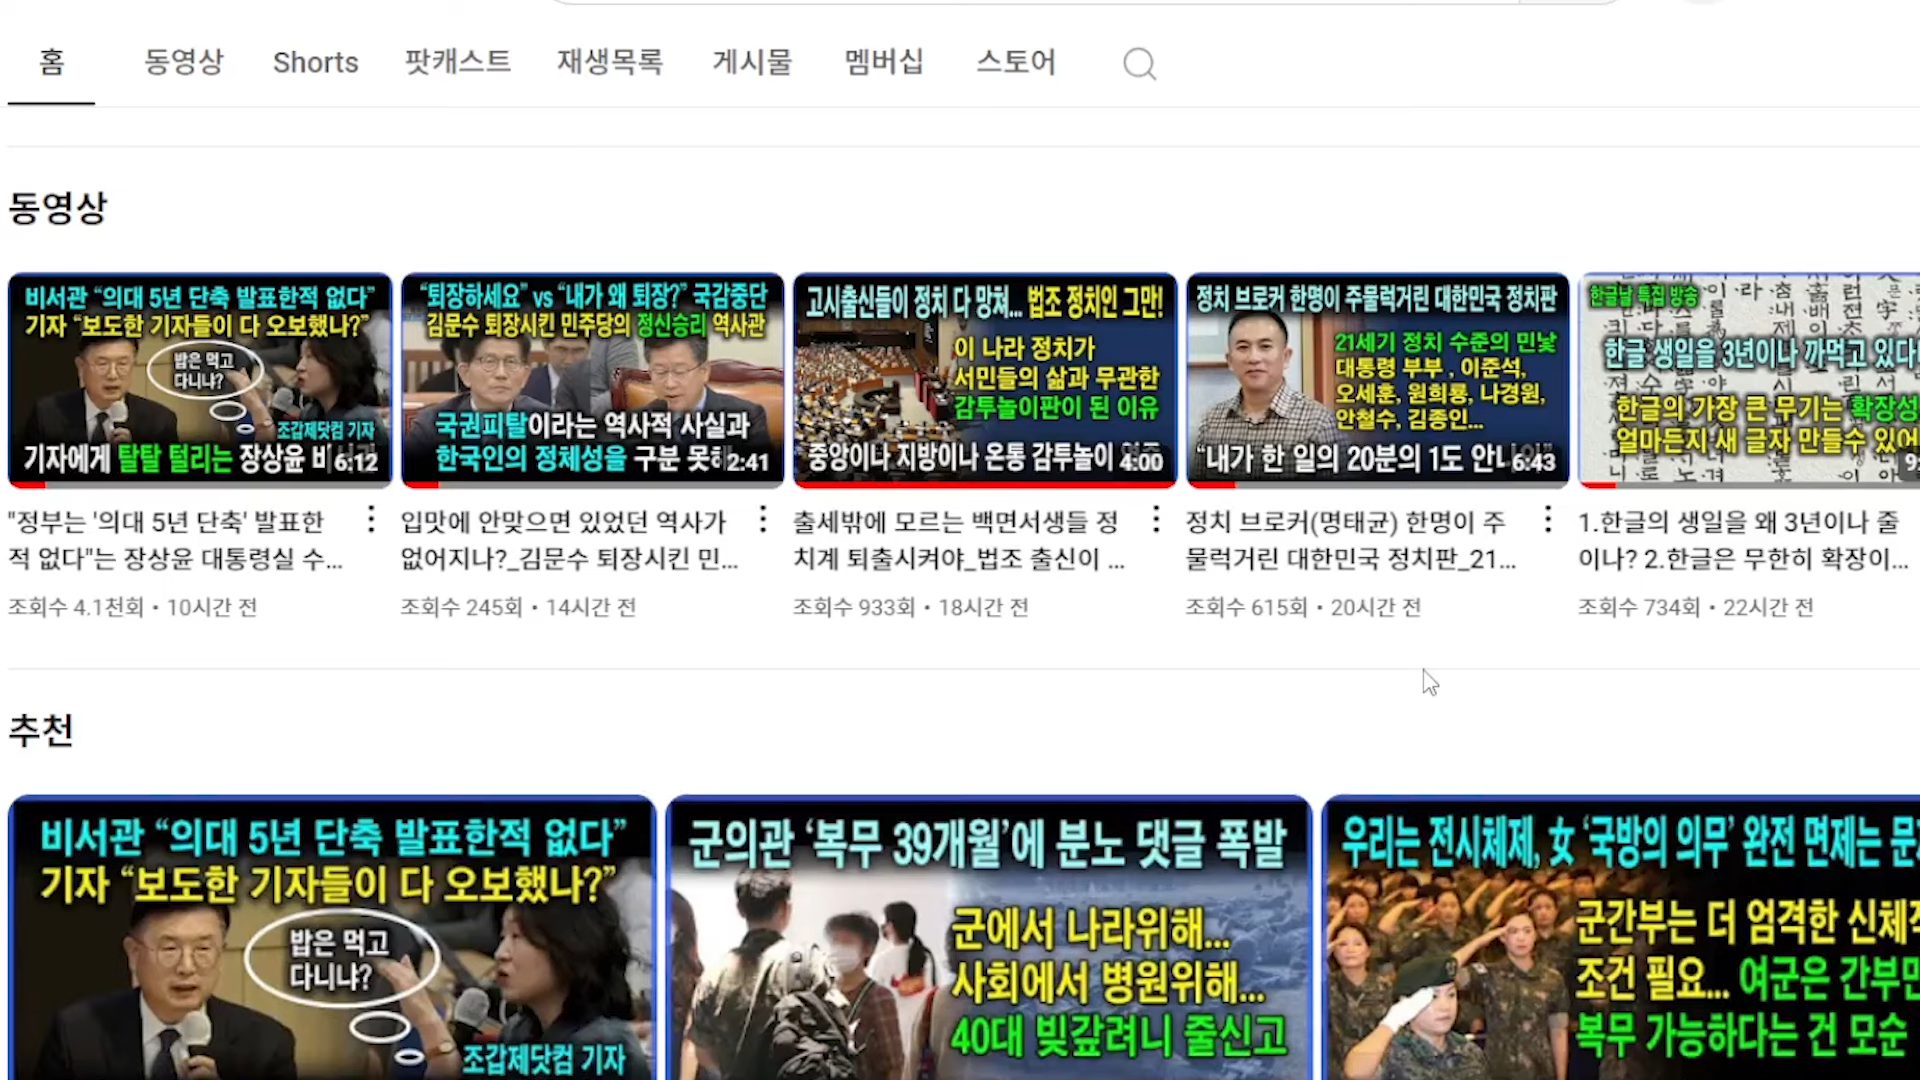 홈 동영상 Shorts 팟캐스트 재생목록 게시물 멤버십 스토어
동영상
비서관 “의대 5년 단축 발표한적 없다”
기자 “보도한 기자들이 다 오보했나?”
밥은 먹고
다니냐?
조갑제닷컴 기자
기자에게 탈탈 털리는 장상윤
6:12
"정부는 '의대 5년 단축' 발표한
적 없다"는 장상윤 대통령실 수...
조회수 4.1천회 • 10시간 전
“퇴장하세요” vs “내가 왜 퇴장?” 국감중단
김문수 퇴장시킨 민주당의 정신승리 역사관
국권피탈이라는 역사적 사실과
한국인의 정체성을 구분 못
2:41
입맛에 안맞으면 있었던 역사가
없어지나?_김문수 퇴장시킨 민...
조회수 245회 • 14시간 전
고시출신들이 정치 다 망쳐... 법조 정치인 그만!
이 나라 정치가
서민들의 삶과 무관한
감투놀이판이 된 이유
중앙이나 지방이나 온통 감투놀이
4:00
출세밖에 모르는 백면서생들 정
치계 퇴출시켜야_법조 출신이 ...
조회수 933회 • 18시간 전
정치 브로커 한명이 주물럭거린 대한민국 정치판
21세기 정치 수준의 민낯
대통령 부부 , 이준석,
오세훈, 원희룡, 나경원,
안철수, 김종인...
“내가 한 일의 20분의 1도
6:43
정치 브로커(명태균) 한명이 주
물럭거린 대한민국 정치판_21...
조회수 615회 • 20시간 전
한글날 특집 방송
한글 생일을 3년이나 까먹고 있다
한글의 가장 큰 무기는 확장성
얼마든지 새 글자 만들수 있어
1.한글의 생일을 왜 3년이나 줄
이나? 2.한글은 무한히 확장이...
조회수 734회 • 22시간 전
추천
비서관 “의대 5년 단축 발표한적 없다”
기자 “보도한 기자들이 다 오보했나?”
밥은 먹고
다니냐?
조갑제닷컴 기자
군의관 ‘복무 39개월’에 분노 댓글 폭발
군에서 나라위해...
사회에서 병원위해...
40대 빚갚려니 줄신고
우리는 전시체제, 女 ‘국방의 의무’ 완전 면제는
군간부는 더 엄격한
조건 필요... 여군은
복무 가능하다는 건 모순